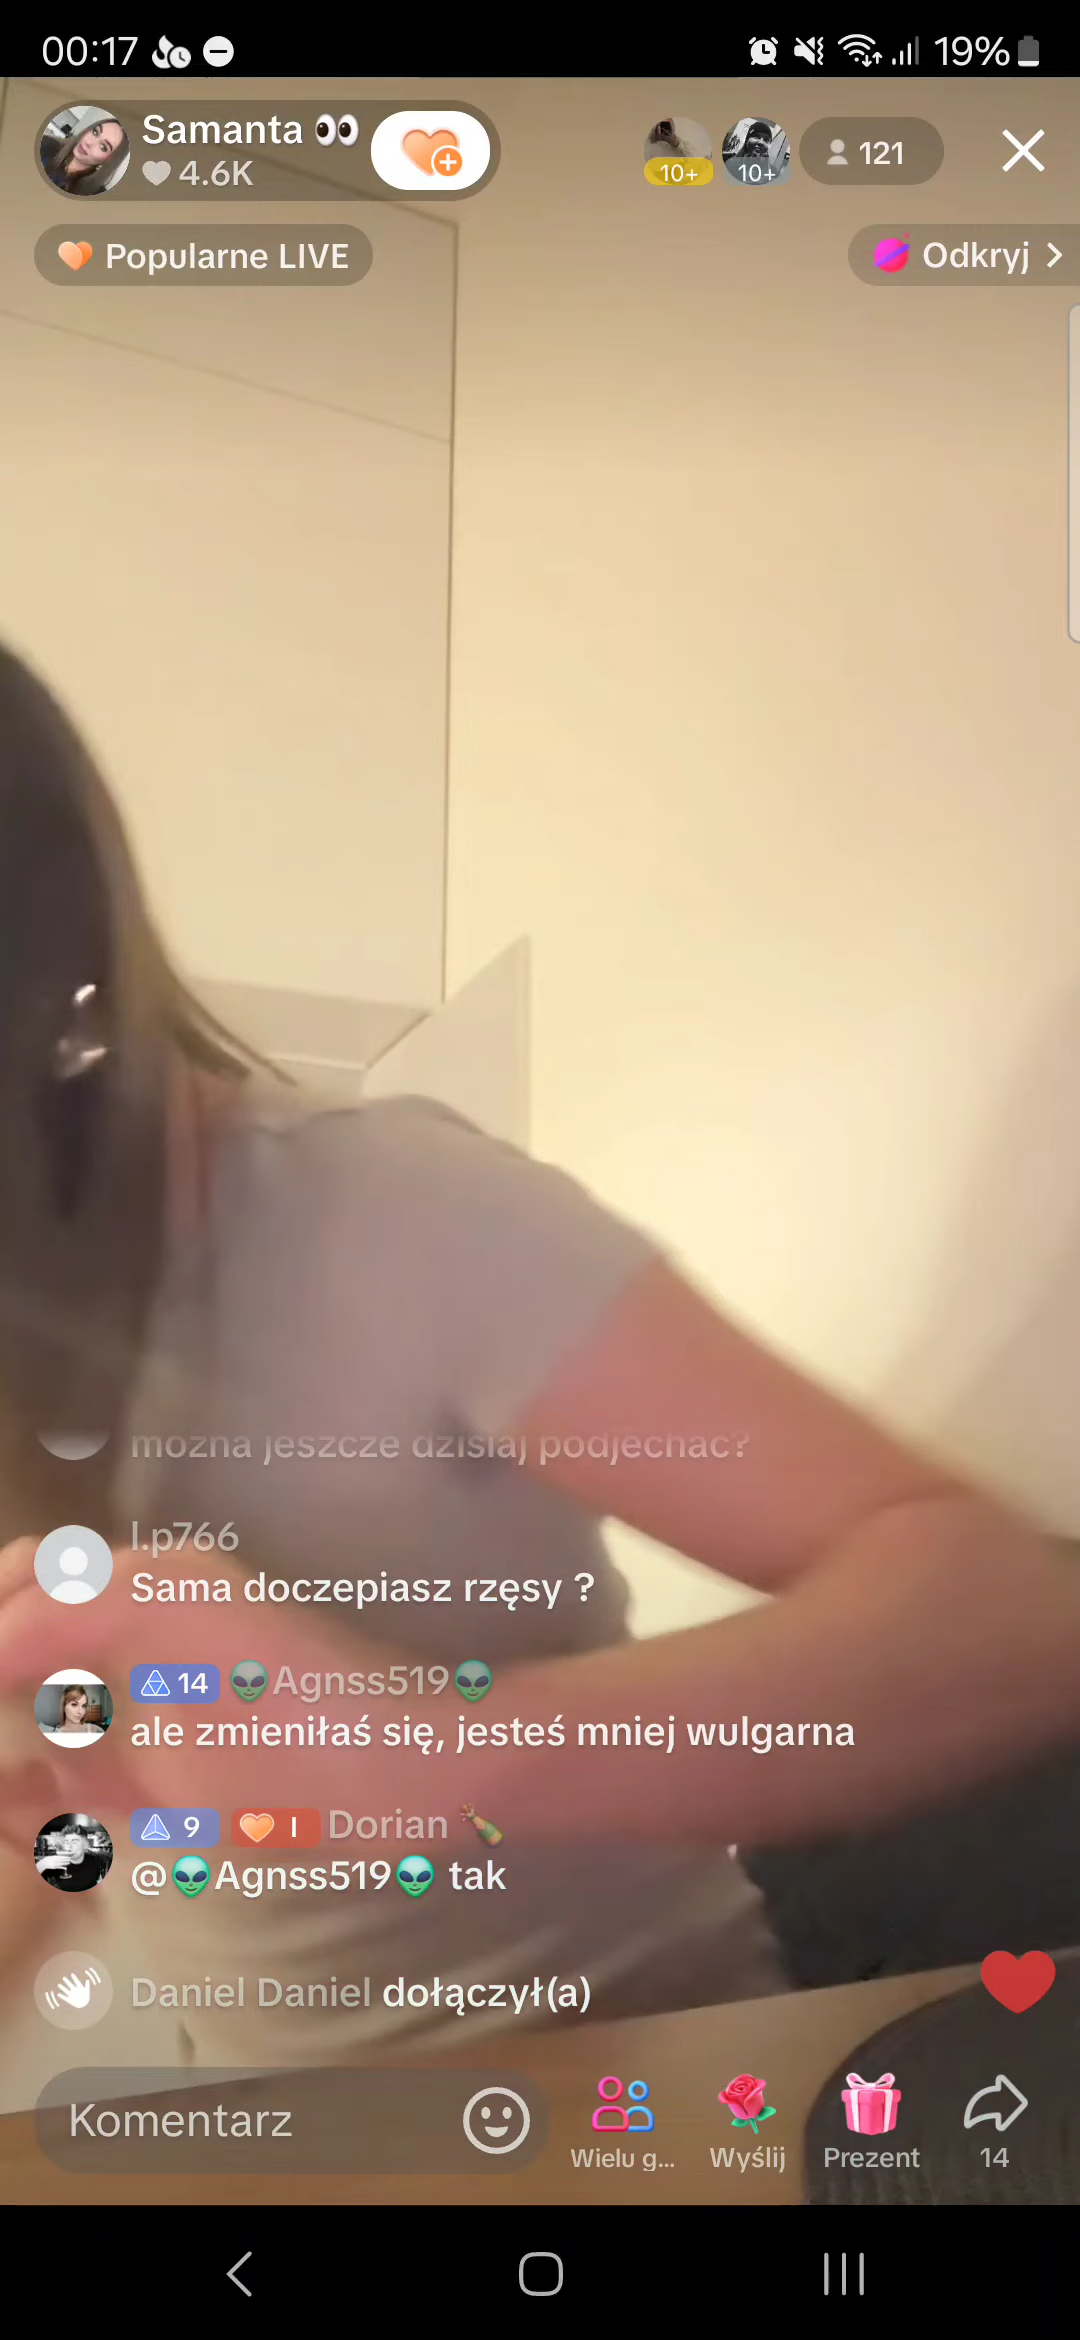 00:17
19%
Samanta 👀
4.6K
10+
10+
121
Popularne LIVE
Odkryj >
można jeszcze dzisiaj podjechać?
l.p766
Sama doczepiasz rzęsy ?
14 👽Agnss519👽
ale zmieniłaś się, jesteś mniej wulgarna
9 I Dorian 🍾
@👽Agnss519👽 tak
Daniel Daniel dołączył(a)
Komentarz
Wielu g...
Wyślij
Prezent
14